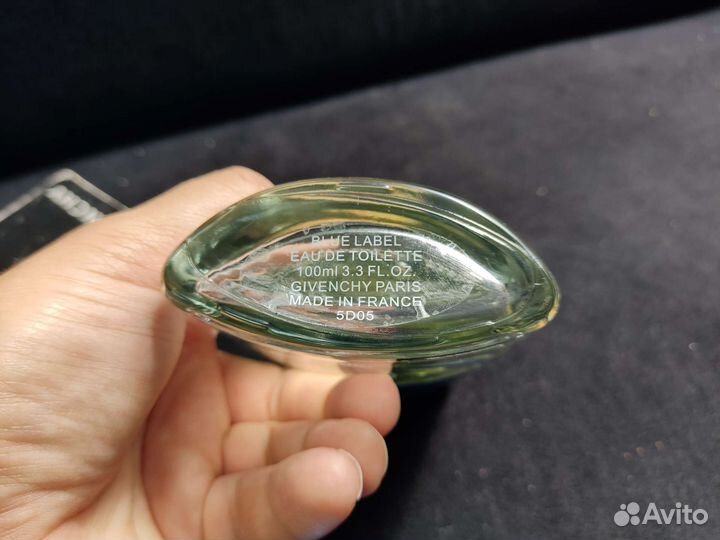 BLUE LABEL
EAU DE TOILETTE
100ml 3.3 FL.OZ.
GIVENCHY PARIS
MADE IN FRANCE
5D05
Avito